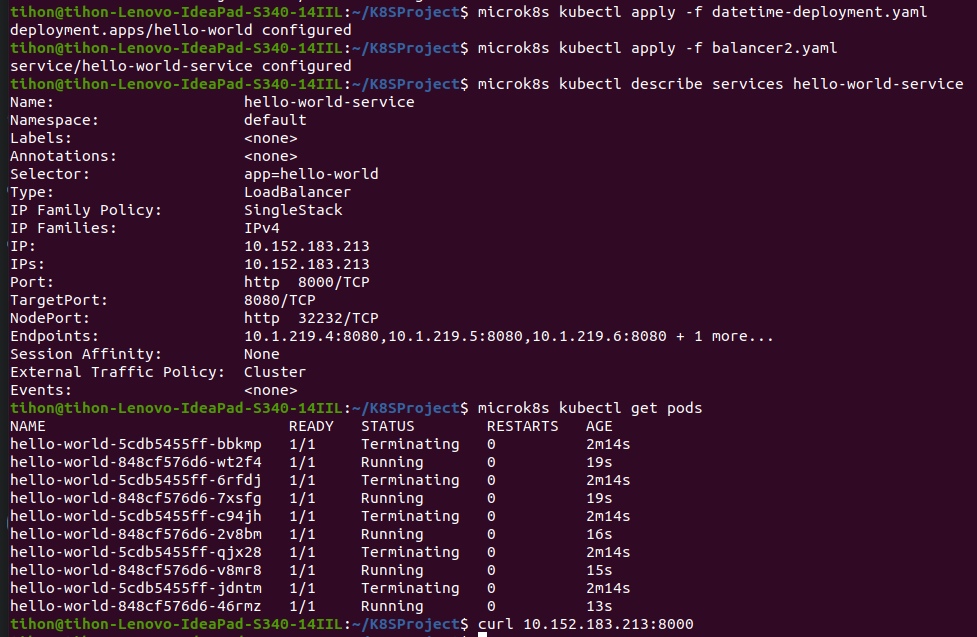 tihon@tihon-Lenovo-IdeaPad-S340-14IIL:~/K8SProject$ microk8s kubectl apply -f datetime-deployment.yaml
deployment.apps/hello-world configured
tihon@tihon-Lenovo-IdeaPad-S340-14IIL:~/K8SProject$ microk8s kubectl apply -f balancer2.yaml
service/hello-world-service configured
tihon@tihon-Lenovo-IdeaPad-S340-14IIL:~/K8SProject$ microk8s kubectl describe services hello-world-service
Name:                     hello-world-service
Namespace:                default
Labels:                   <none>
Annotations:              <none>
Selector:                 app=hello-world
Type:                     LoadBalancer
IP Family Policy:         SingleStack
IP Families:              IPv4
IP:                       10.152.183.213
IPs:                      10.152.183.213
Port:                     http  8000/TCP
TargetPort:               8080/TCP
NodePort:                 http  32232/TCP
Endpoints:                10.1.219.4:8080,10.1.219.5:8080,10.1.219.6:8080 + 1 more...
Session Affinity:         None
External Traffic Policy:  Cluster
Events:                   <none>
tihon@tihon-Lenovo-IdeaPad-S340-14IIL:~/K8SProject$ microk8s kubectl get pods
NAME                           READY   STATUS        RESTARTS   AGE
hello-world-5cdb5455ff-bbkmp   1/1     Terminating   0          2m14s
hello-world-848cf576d6-wt2f4   1/1     Running       0          19s
hello-world-5cdb5455ff-6rfdj   1/1     Terminating   0          2m14s
hello-world-848cf576d6-7xsfg   1/1     Running       0          19s
hello-world-5cdb5455ff-c94jh   1/1     Terminating   0          2m14s
hello-world-848cf576d6-2v8bm   1/1     Running       0          16s
hello-world-5cdb5455ff-qjx28   1/1     Terminating   0          2m14s
hello-world-848cf576d6-v8mr8   1/1     Running       0          15s
hello-world-5cdb5455ff-jdntm   1/1     Terminating   0          2m14s
hello-world-848cf576d6-46rmz   1/1     Running       0          13s
tihon@tihon-Lenovo-IdeaPad-S340-14IIL:~/K8SProject$ curl 10.152.183.213:8000